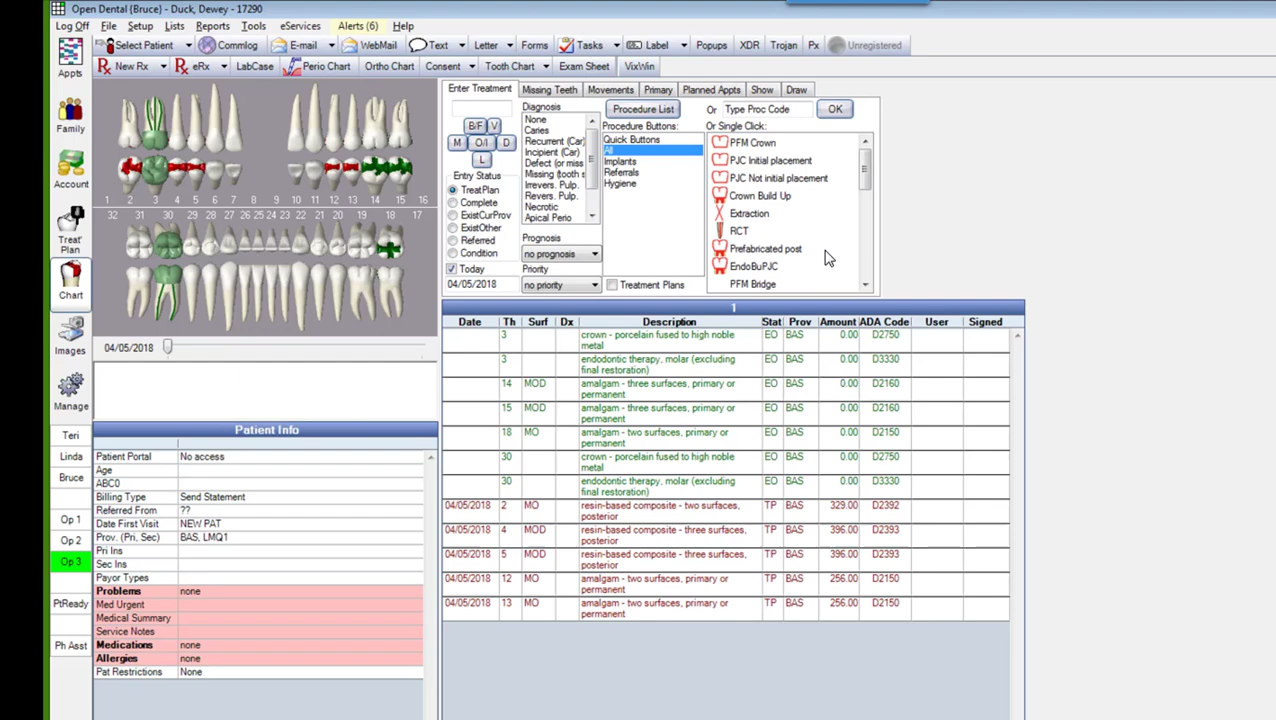 Open Dental {Bruce} - Duck, Dewey - 17290
Log Off File Setup Lists Reports Tools eServices Alerts (6) Help
Select Patient Commlog E-mail WebMail Text Letter Forms Tasks Label Popups XDR Trojan Px Unregistered
New Rx eRx LabCase Perio Chart Ortho Chart Consent Tooth Chart Exam Sheet VixWin
Appts
Family
Account
Treat' Plan
Chart
Images
Manage
Teri
Linda
Bruce
Op 1
Op 2
Op 3
PtReady
Ph Asst
1 2 3 4 5 6 7 8 9 10 11 12 13 14 15 16
32 31 30 29 28 27 26 25 24 23 22 21 20 19 18 17
04/05/2018
Enter Treatment Missing Teeth Movements Primary Planned Appts Show Draw
B/F V
M O/I D
L
Entry Status
TreatPlan
Complete
ExistCurProv
ExistOther
Referred
Condition
Today
04/05/2018
Diagnosis
None
Caries
Recurrent (Car)
Incipient (Car)
Defect (or miss
Missing (tooth s
Irrevers. Pulp.
Revers. Pulp.
Necrotic
Apical Perio
Prognosis
no prognosis
Priority
no priority
Procedure List
Procedure Buttons:
Quick Buttons
All
Implants
Referrals
Hygiene
Treatment Plans
Or Type Proc Code OK
Or Single Click:
PFM Crown
PJC Initial placement
PJC Not initial placement
Crown Build Up
Extraction
RCT
Prefabricated post
EndoBuPJC
PFM Bridge
Patient Info
Patient Portal No access
Age
ABC0
Billing Type Send Statement
Referred From ??
Date First Visit NEW PAT
Prov. (Pri, Sec) BAS, LMQ1
Pri Ins
Sec Ins
Payor Types
Problems none
Med Urgent
Medical Summary
Service Notes
Medications none
Allergies none
Pat Restrictions None
1
Date Th Surf Dx Description Stat Prov Amount ADA Code User Signed
3 crown - porcelain fused to high noble metal EO BAS 0.00 D2750
3 endodontic therapy, molar (excluding final restoration) EO BAS 0.00 D3330
14 MOD amalgam - three surfaces, primary or permanent EO BAS 0.00 D2160
15 MOD amalgam - three surfaces, primary or permanent EO BAS 0.00 D2160
18 MO amalgam - two surfaces, primary or permanent EO BAS 0.00 D2150
30 crown - porcelain fused to high noble metal EO BAS 0.00 D2750
30 endodontic therapy, molar (excluding final restoration) EO BAS 0.00 D3330
04/05/2018 2 MO resin-based composite - two surfaces, posterior TP BAS 329.00 D2392
04/05/2018 4 MOD resin-based composite - three surfaces, posterior TP BAS 396.00 D2393
04/05/2018 5 MOD resin-based composite - three surfaces, posterior TP BAS 396.00 D2393
04/05/2018 12 MO amalgam - two surfaces, primary or permanent TP BAS 256.00 D2150
04/05/2018 13 MO amalgam - two surfaces, primary or permanent TP BAS 256.00 D2150